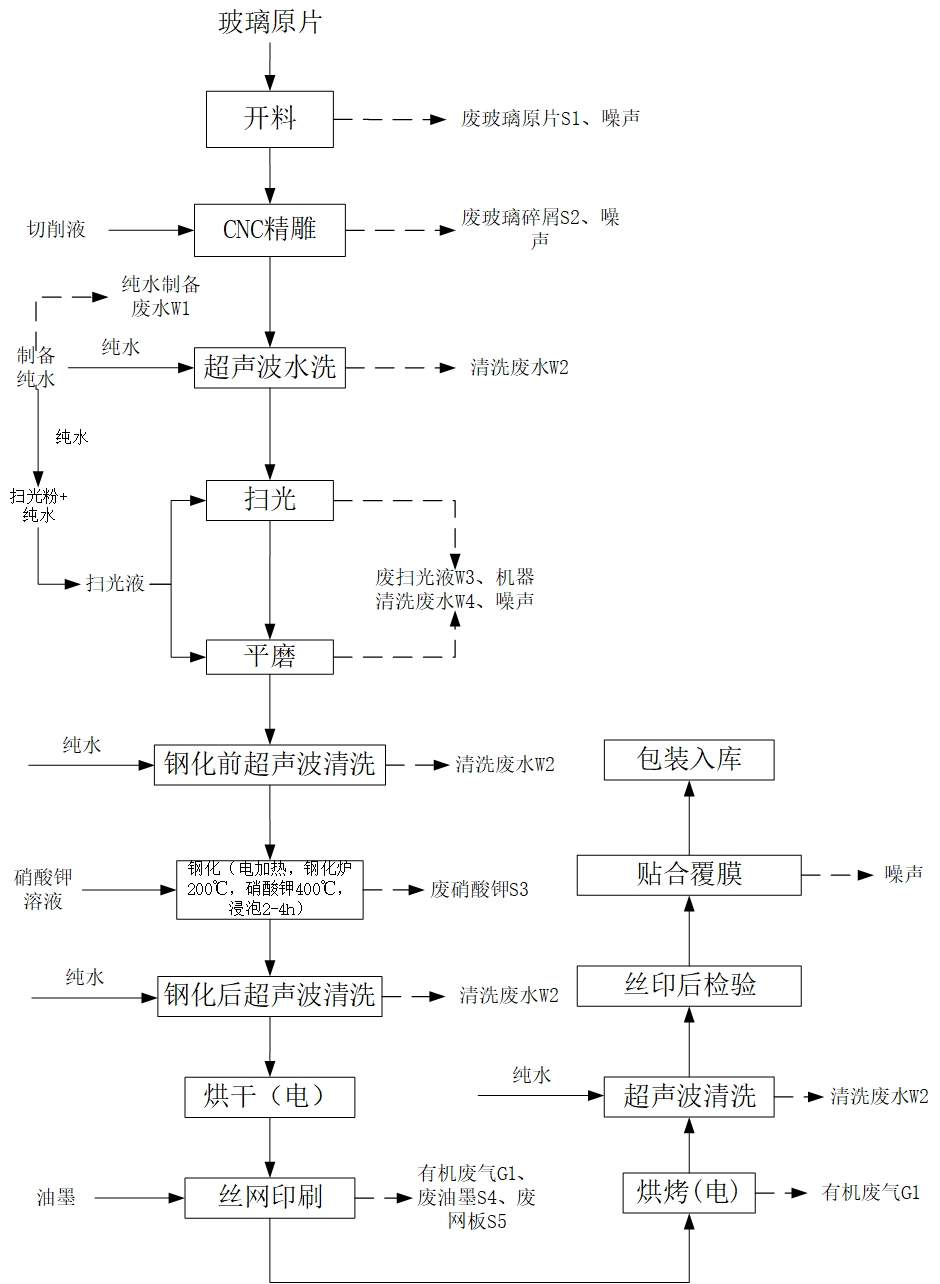 玻璃原片
开料
废玻璃原片S1、噪声
切削液
CNC精雕
废玻璃碎屑S2、噪
声
纯水制备
废水W1
制备
纯水
纯水
超声波水洗
清洗废水W2
纯水
扫光粉+
纯水
扫光
扫光液
废扫光液W3、机器
清洗废水W4、噪声
平磨
纯水
钢化前超声波清洗
清洗废水W2
硝酸钾
溶液
钢化（电加热，钢化炉
200℃，硝酸钾400℃，
浸泡2-4h）
废硝酸钾S3
纯水
钢化后超声波清洗
清洗废水W2
烘干（电）
油墨
丝网印刷
有机废气G1、
废油墨S4、废
网板S5
包装入库
贴合覆膜
噪声
丝印后检验
纯水
超声波清洗
清洗废水W2
烘烤(电)
有机废气G1